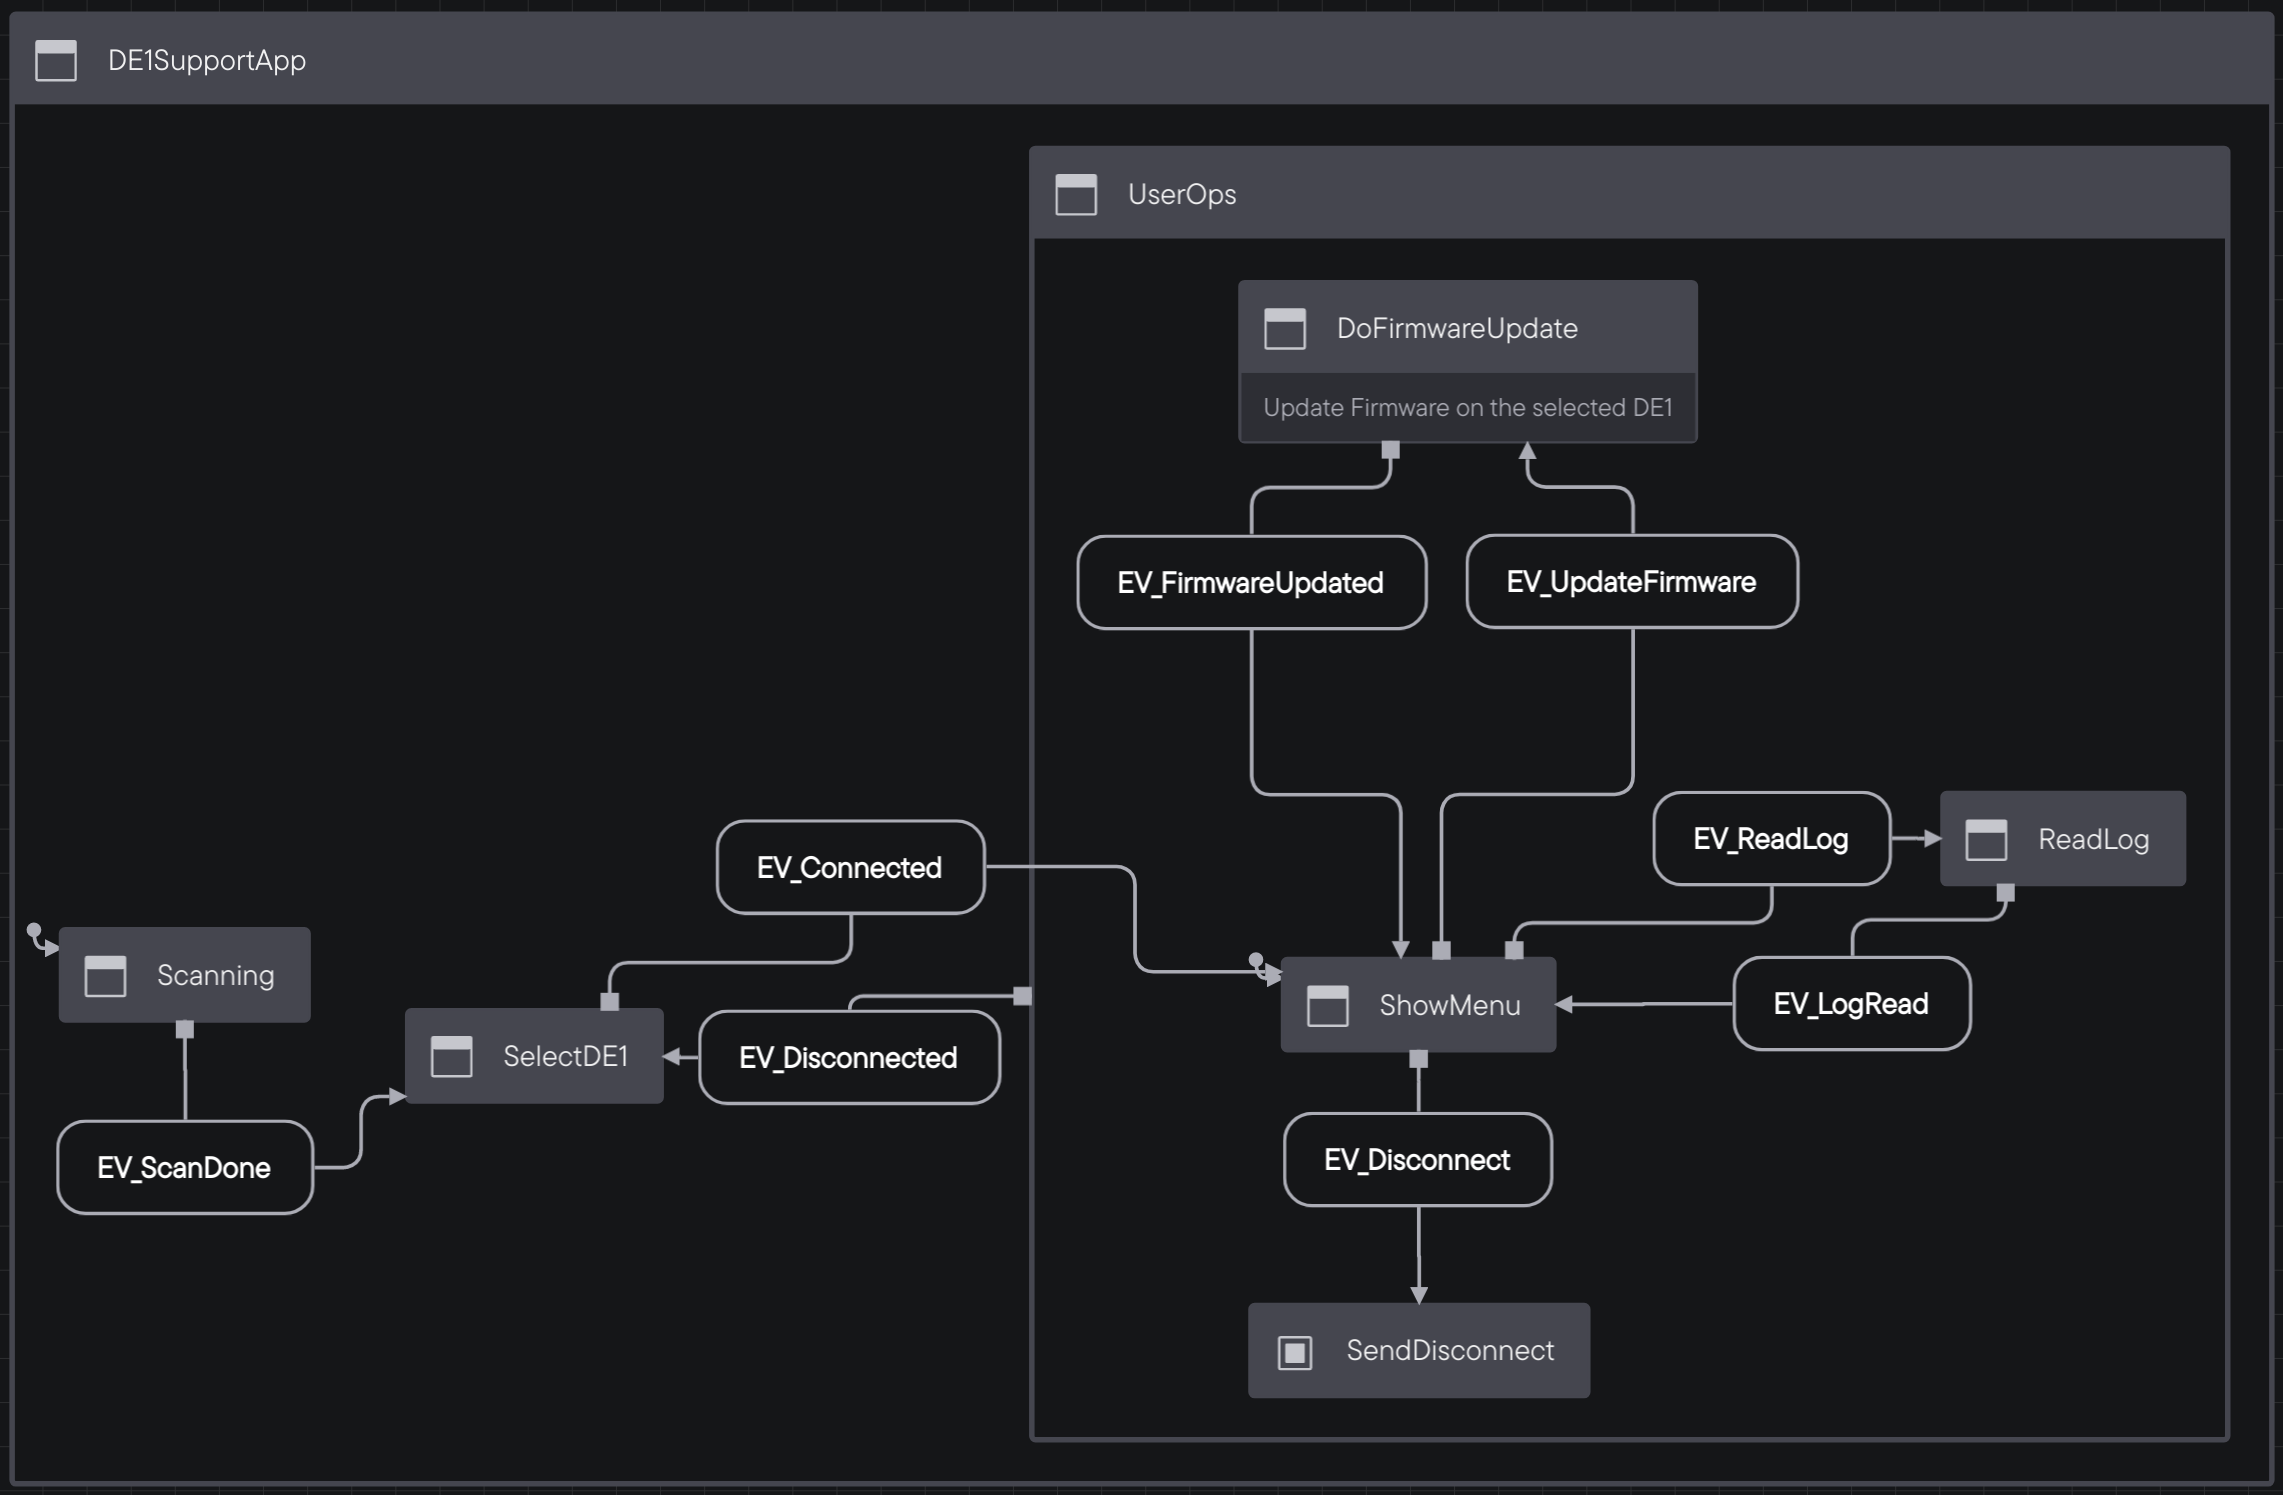 DE1SupportApp
UserOps
DoFirmwareUpdate
Update Firmware on the selected DE1
EV_FirmwareUpdated
EV_UpdateFirmware
EV_ReadLog
ReadLog
EV_Connected
Scanning
ShowMenu
EV_LogRead
SelectDE1
EV_Disconnected
EV_ScanDone
EV_Disconnect
SendDisconnect